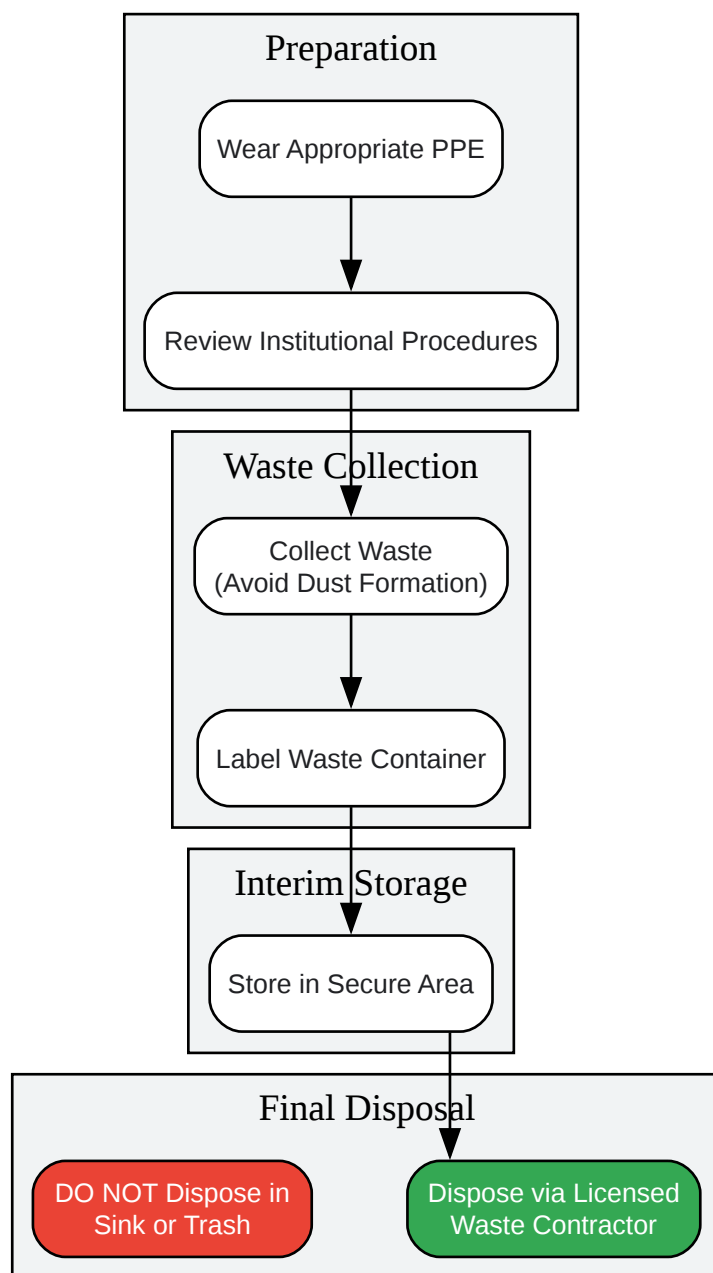 Preparation
Wear Appropriate PPE
Review Institutional Procedures
Waste Collection
Collect Waste
(Avoid Dust Formation)
Label Waste Container
Interim Storage
Store in Secure Area
Final Disposal
DO NOT Dispose in
Sink or Trash
Dispose via Licensed
Waste Contractor